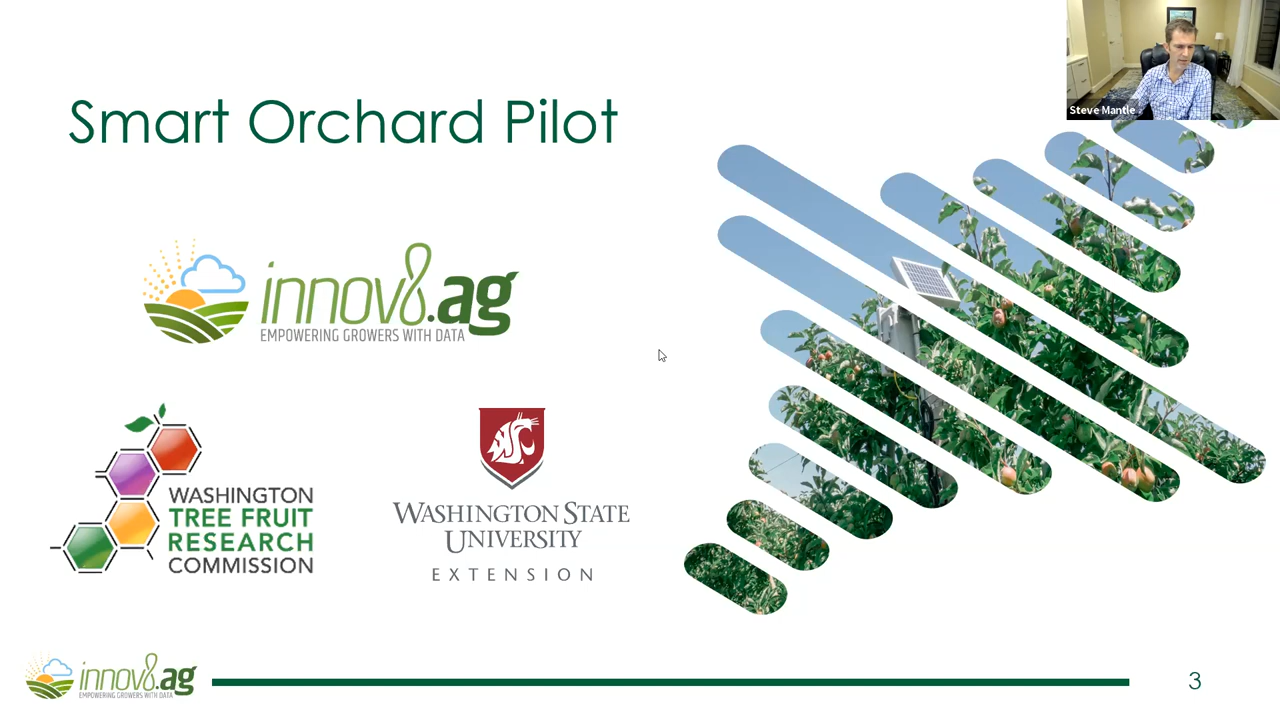 Smart Orchard Pilot
Steve Mantle
innov8.ag
EMPOWERING GROWERS WITH DATA
WASHINGTON
TREE FRUIT
RESEARCH
COMMISSION
WASHINGTON STATE
UNIVERSITY
EXTENSION
innov8.ag
EMPOWERING GROWERS WITH DATA
3